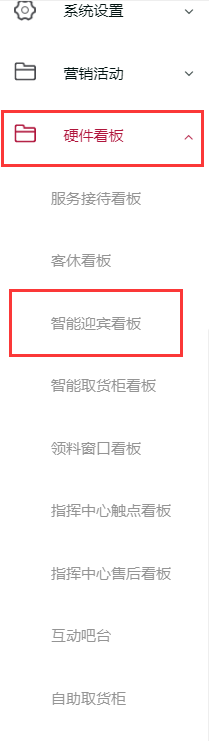 系统设置
营销活动
硬件看板
服务接待看板
客休看板
智能迎宾看板
智能取货柜看板
领料窗口看板
指挥中心触点看板
指挥中心售后看板
互动吧台
自助取货柜